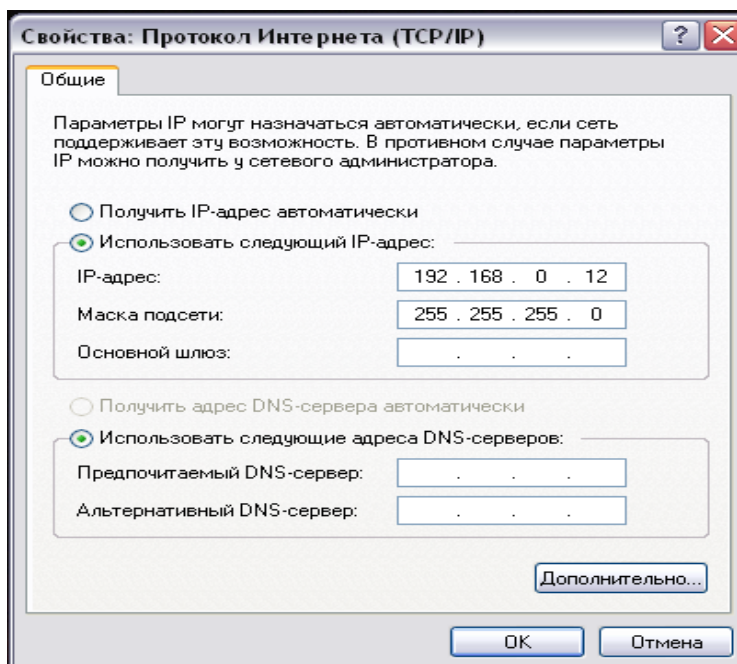 Свойства: Протокол Интернета (TCP/IP)
Общие
Параметры IP могут назначаться автоматически, если сеть
поддерживает эту возможность. В противном случае параметры
IP можно получить у сетевого администратора.
Получить IP-адрес автоматически
Использовать следующий IP-адрес:
IP-адрес: 192 . 168 . 0 . 12
Маска подсети: 255 . 255 . 255 . 0
Основной шлюз: . . .
Получить адрес DNS-сервера автоматически
Использовать следующие адреса DNS-серверов:
Предпочитаемый DNS-сервер: . . .
Альтернативный DNS-сервер: . . .
Дополнительно...
OK Отмена